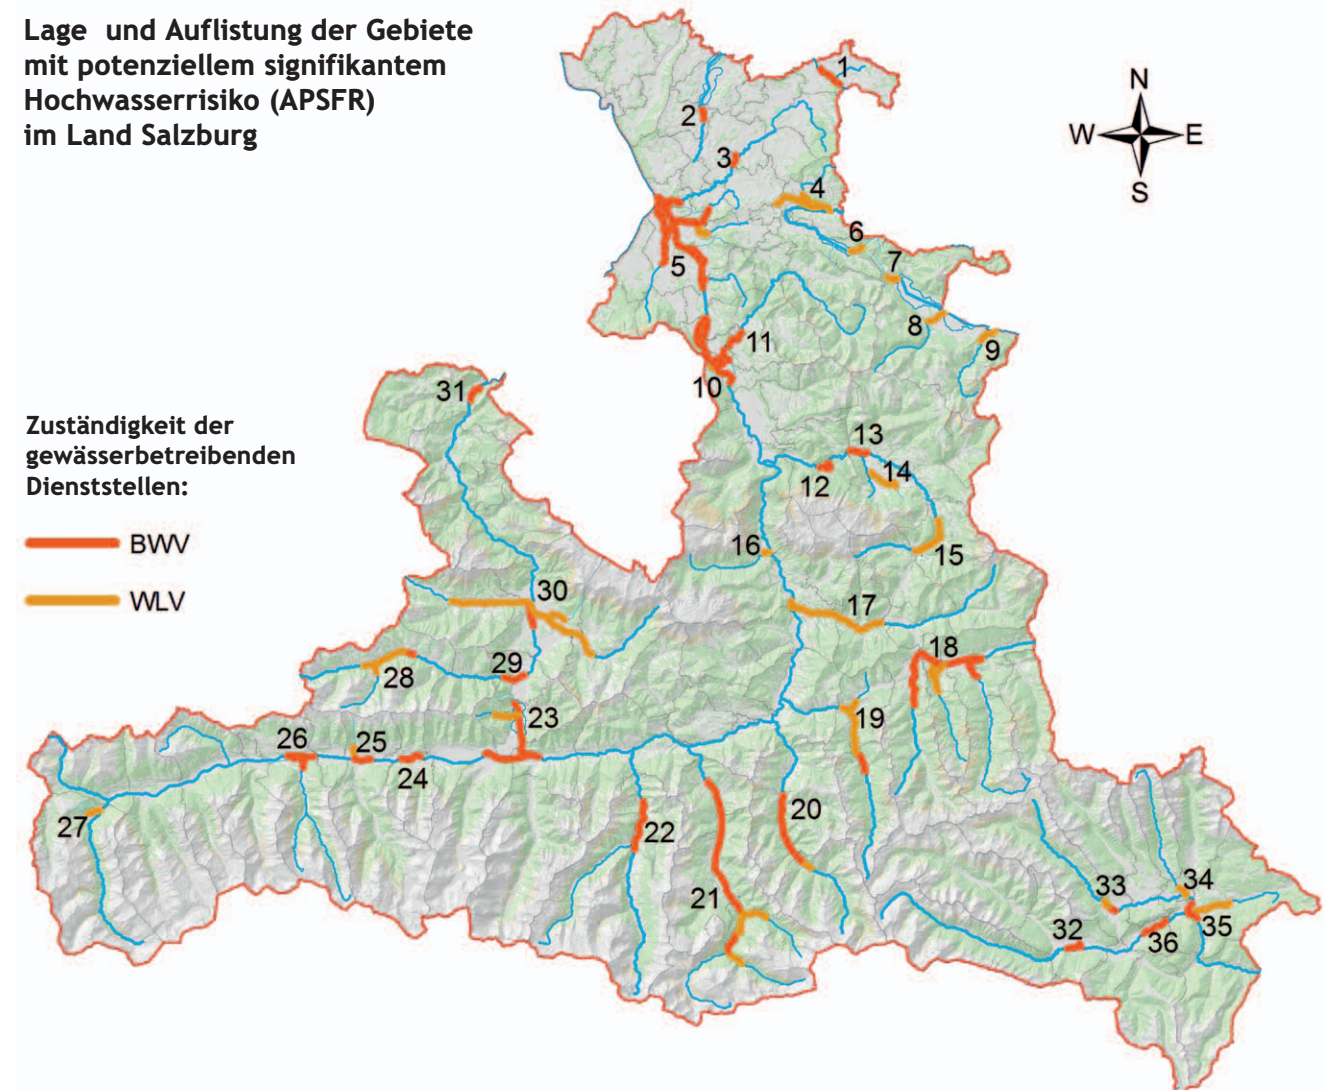 Lage und Auflistung der Gebiete
mit potenziellem signifikantem
Hochwasserrisiko (APSFR)
im Land Salzburg
N
W
E
S
1
2
3
4
5
6
7
8
9
10
11
31
Zuständigkeit der
gewässerbetreibenden
Dienststellen:
BWV
WLV
13
12
14
15
16
30
17
18
28
29
23
19
26
25
24
27
22
20
21
33
34
32
36
35